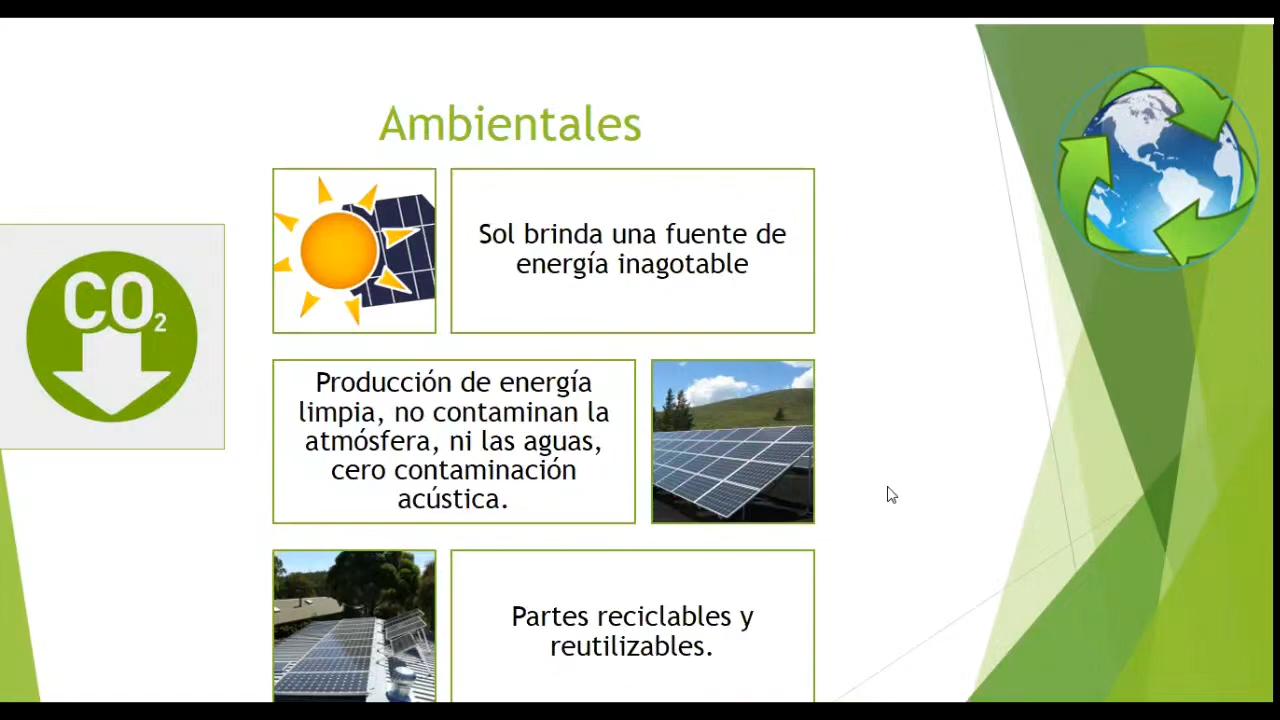 Ambientales
CO2
Sol brinda una fuente de
energía inagotable
Producción de energía
limpia, no contaminan la
atmósfera, ni las aguas,
cero contaminación
acústica.
Partes reciclables y
reutilizables.